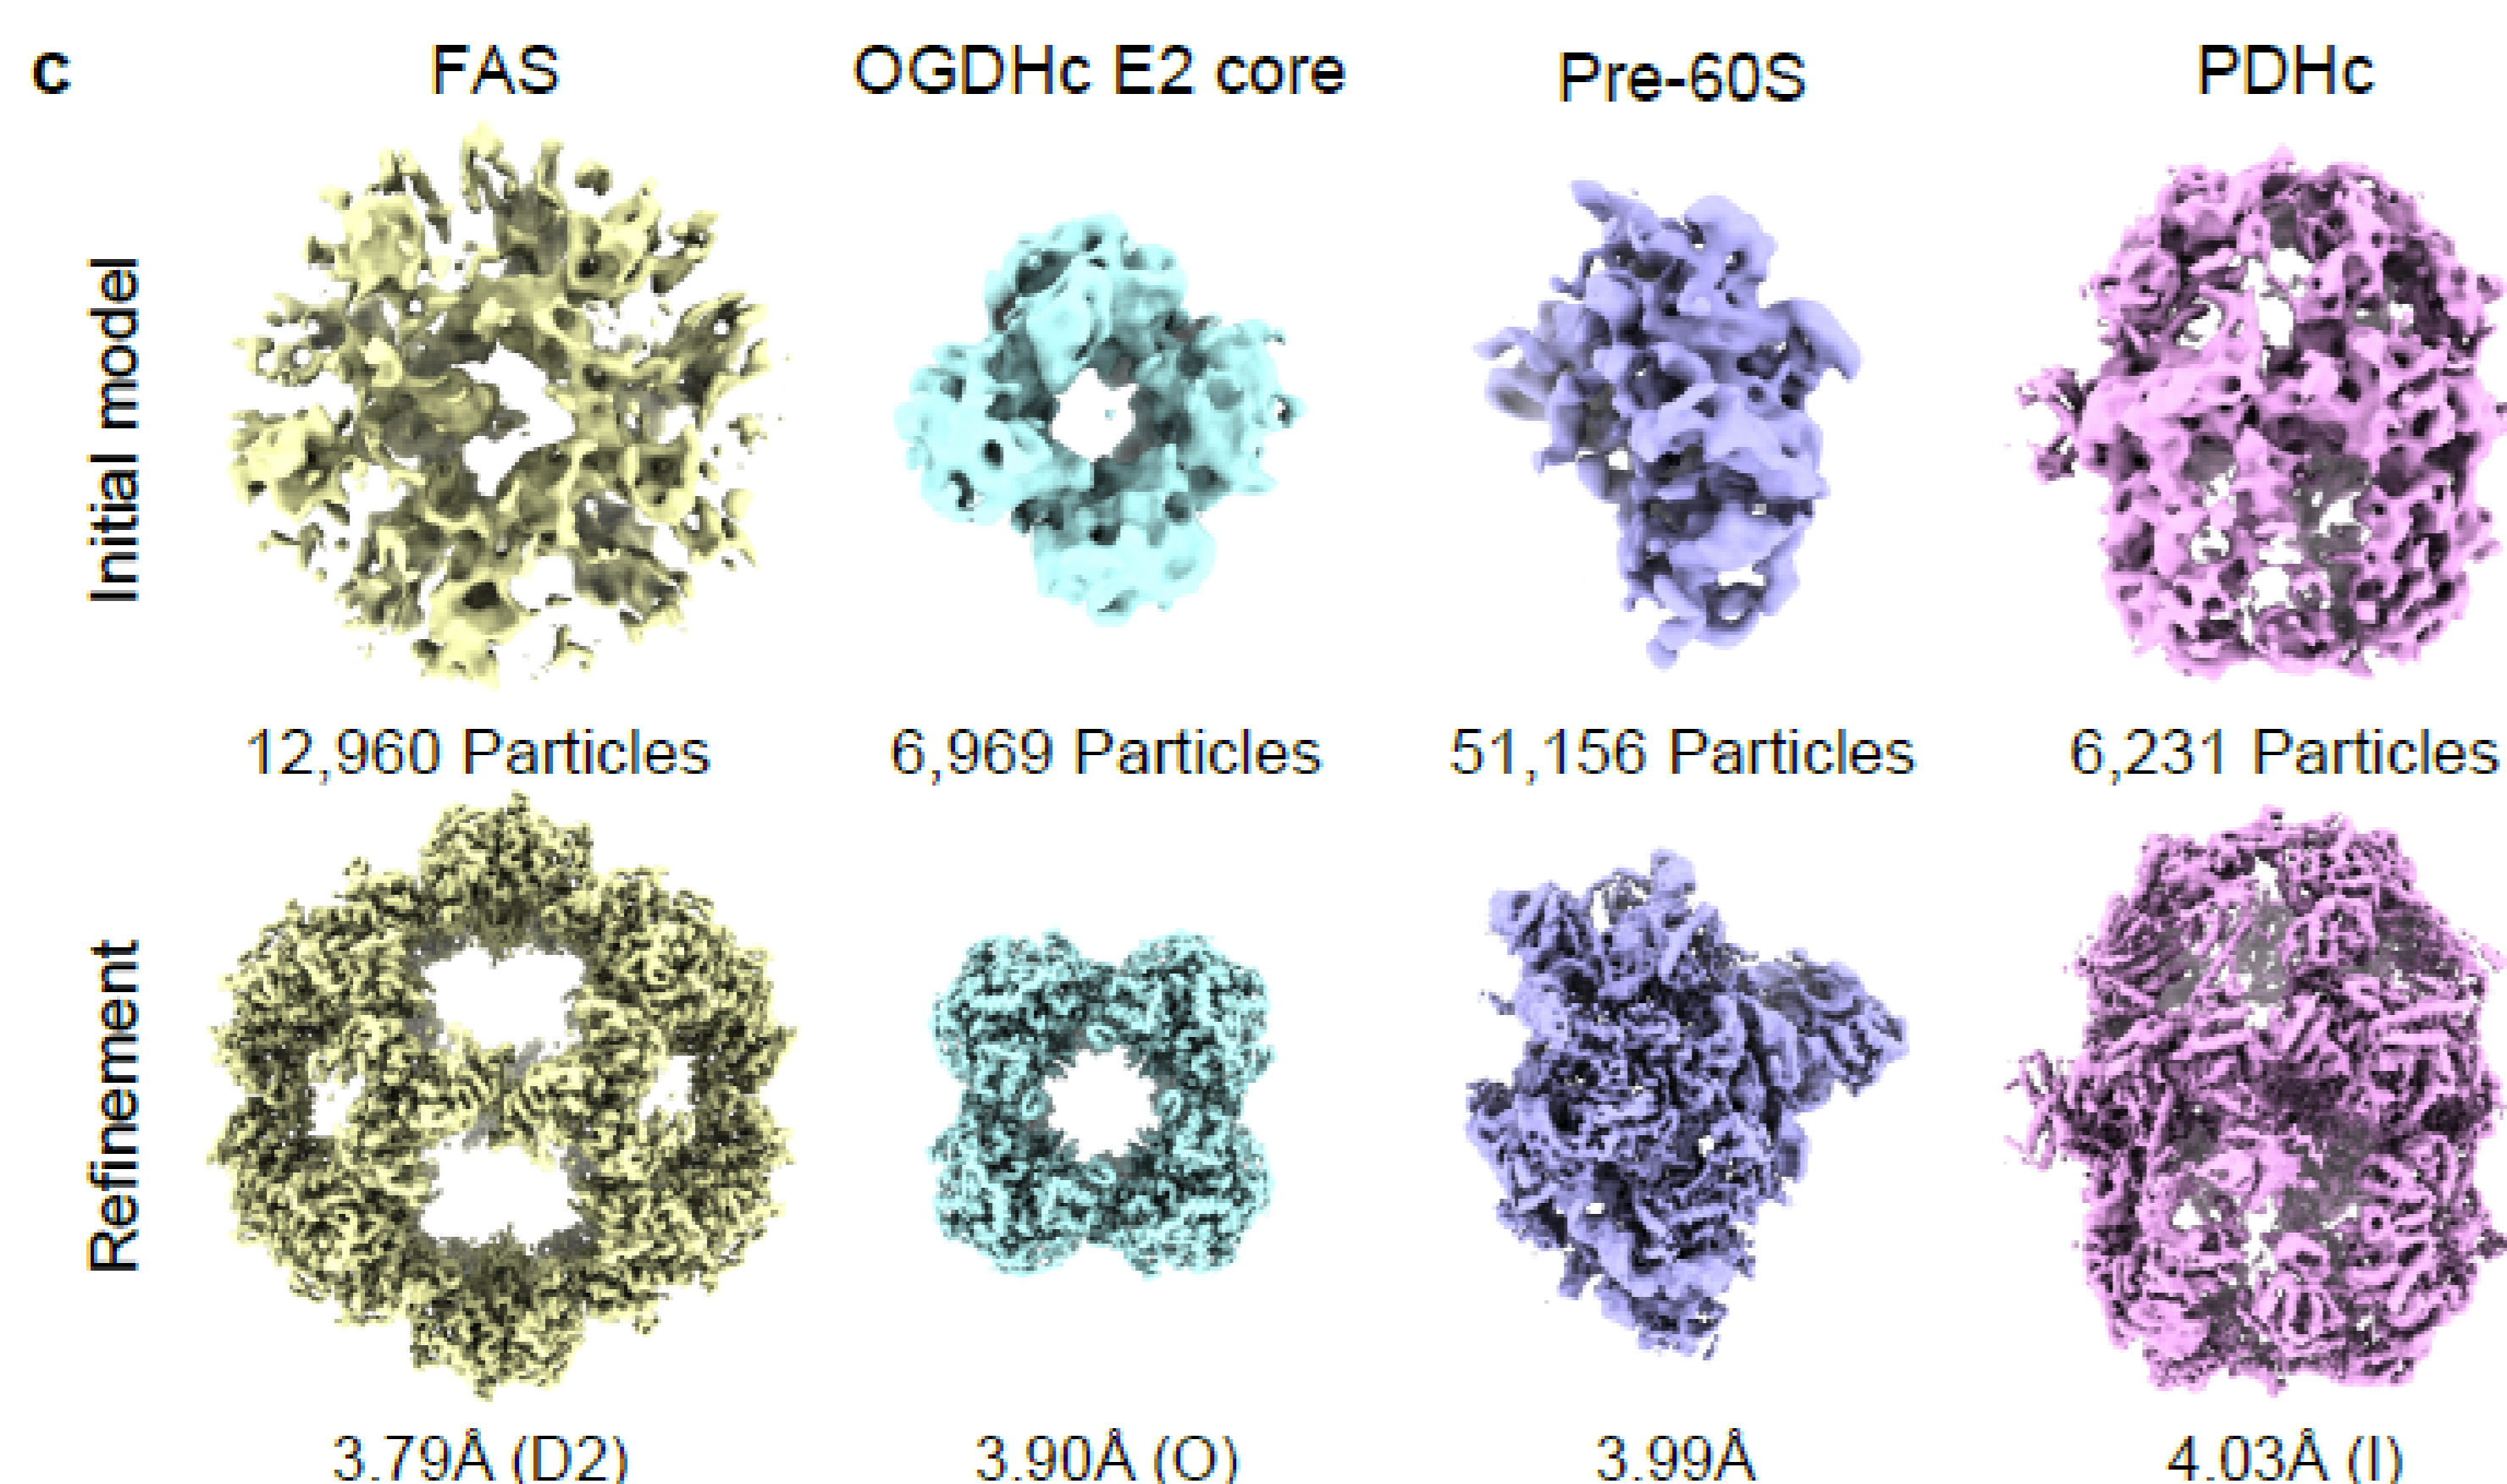 c
FAS
OGDHc E2 core
Pre-60S
PDHc
Initial model
12,960 Particles
6,969 Particles
51,156 Particles
6,231 Particles
Refinement
3.79Å (D2)
3.90Å (O)
3.99Å
4.03Å (I)